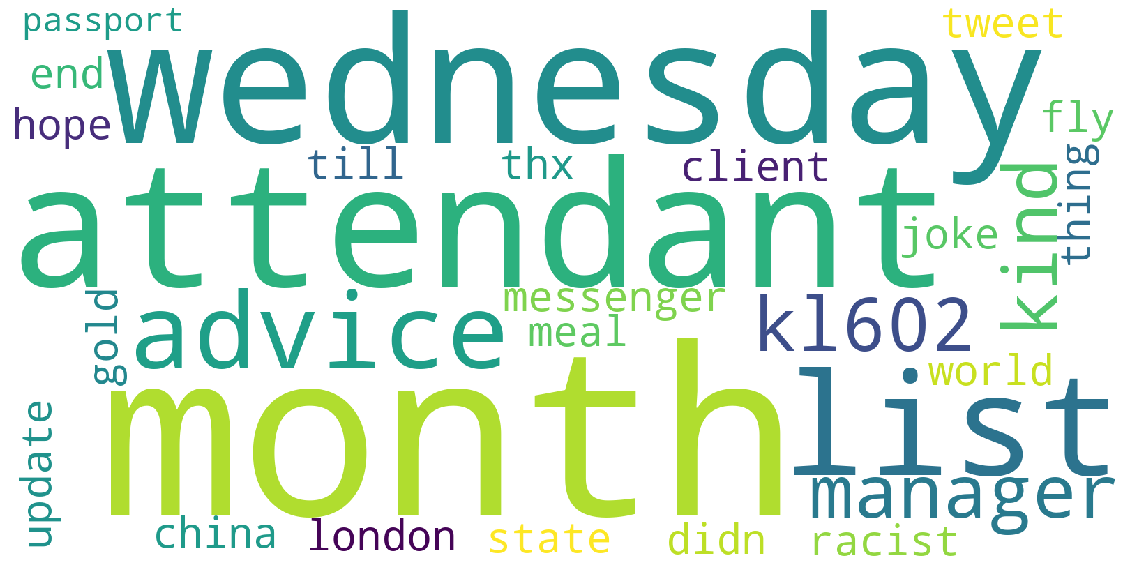 passport
wednesday
tweet
end
hope
fly
till
thx
client
thing
attendant
kind
joke
gold
advice
messenger
meal
kl602
world
month
list
update
manager
china
london
state
didn
racist